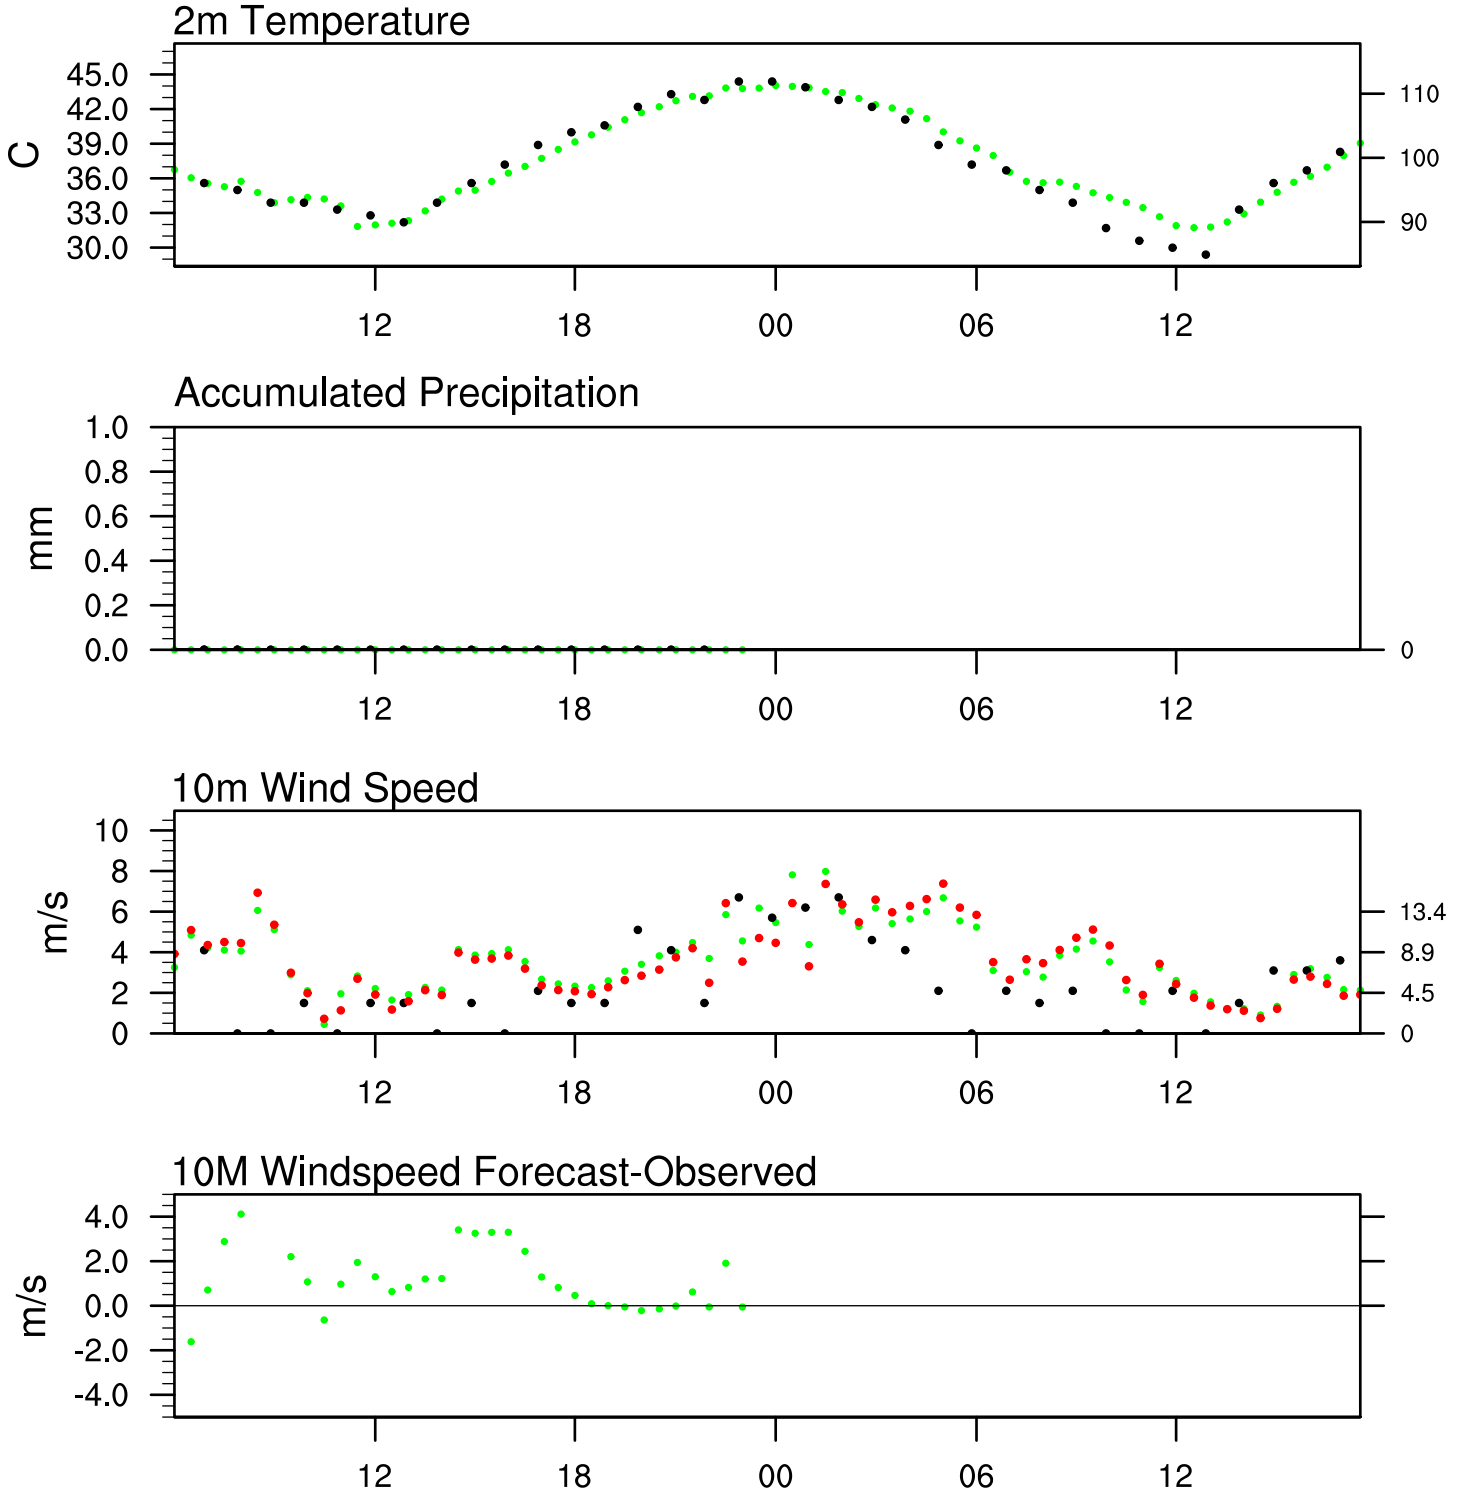 2m Temperature
45.0
42.0
39.0
36.0
33.0
30.0
C
110
100
90
12 18 00 06 12
Accumulated Precipitation
1.0
0.8
0.6
0.4
0.2
0.0
mm
0
12 18 00 06 12
10m Wind Speed
10
8
6
4
2
0
m/s
13.4
8.9
4.5
0
12 18 00 06 12
10M Windspeed Forecast-Observed
4.0
2.0
0.0
-2.0
-4.0
m/s
12 18 00 06 12